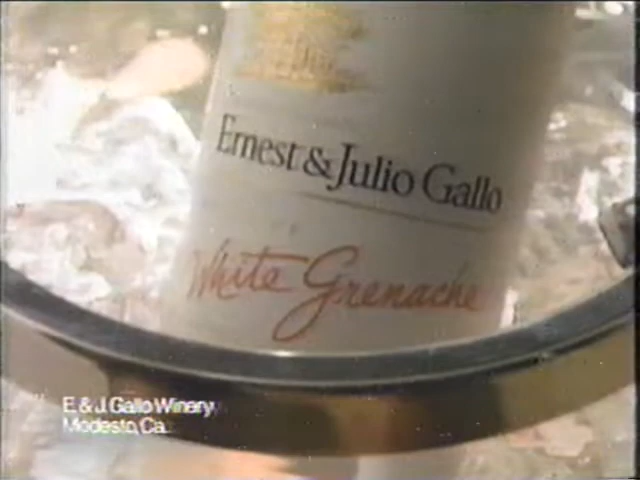 Ernest & Julio Gallo
White Grenache
E. & J. Gallo Winery,
Modesto, Ca.